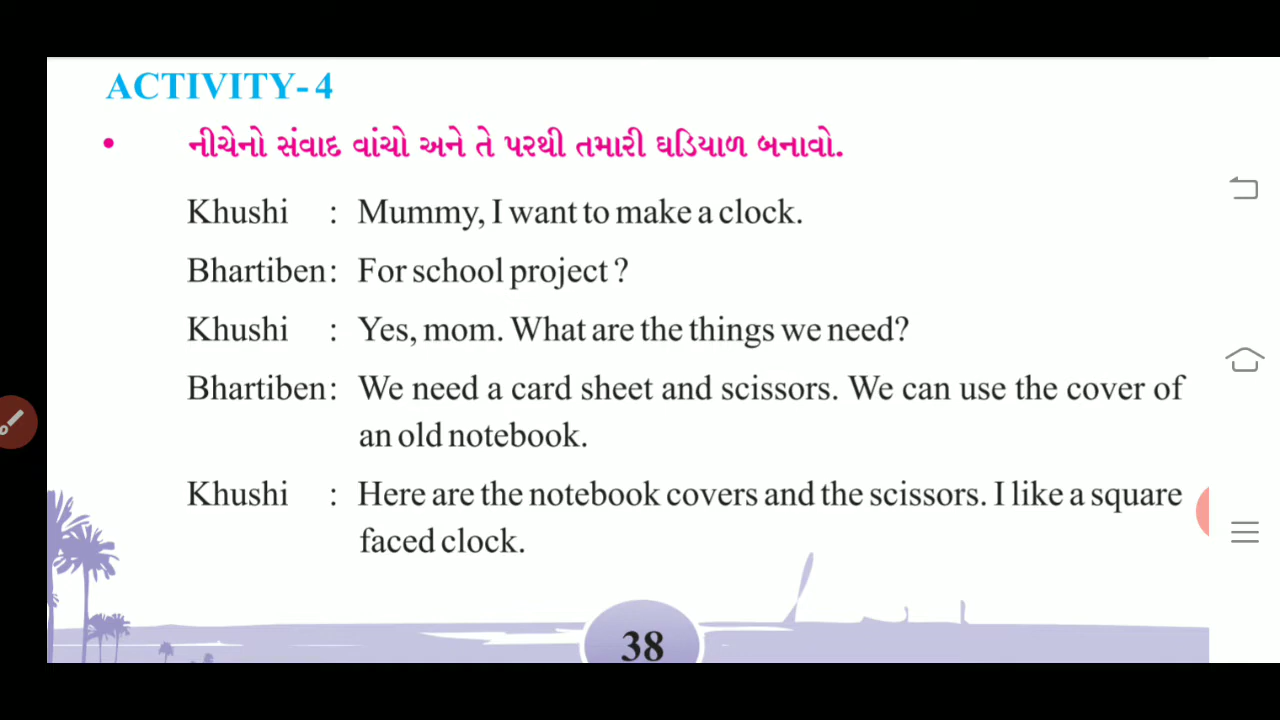 ACTIVITY- 4
• નીચેનો સંવાદ વાંચો અને તે પરથી તમારી ઘડિયાળ બનાવો.
Khushi : Mummy, I want to make a clock.
Bhartiben: For school project ?
Khushi : Yes, mom. What are the things we need?
Bhartiben: We need a card sheet and scissors. We can use the cover of
an old notebook.
Khushi : Here are the notebook covers and the scissors. I like a square
faced clock.
38